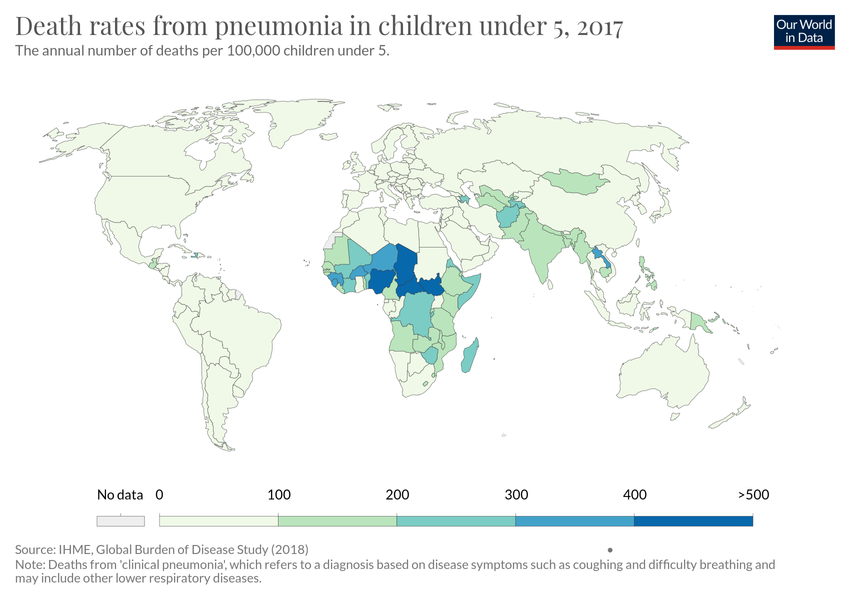 Death rates from pneumonia in children under 5, 2017
The annual number of deaths per 100,000 children under 5.
Our World
in Data
No data 0 100 200 300 400 >500
Source: IHME, Global Burden of Disease Study (2018)
Note: Deaths from 'clinical pneumonia', which refers to a diagnosis based on disease symptoms such as coughing and difficulty breathing and
may include other lower respiratory diseases.